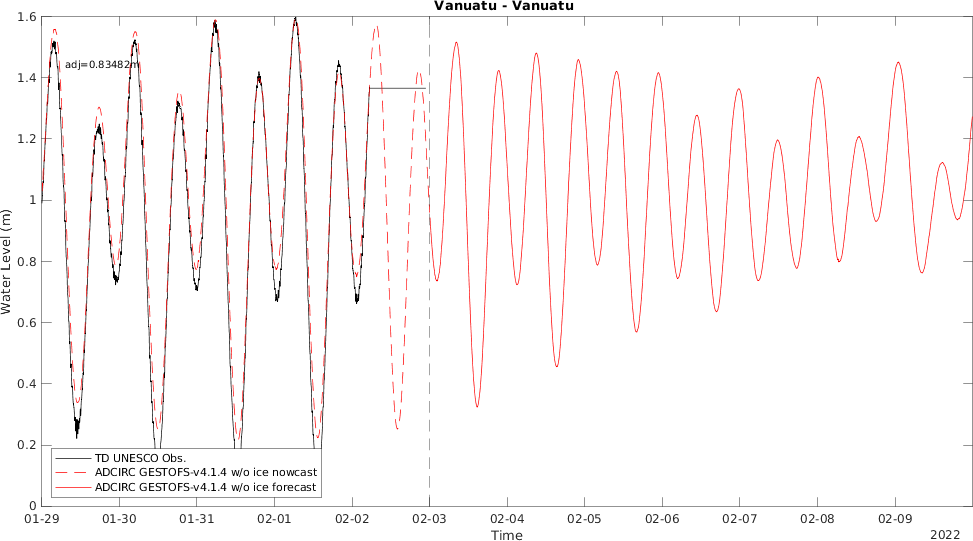 Vanuatu - Vanuatu
1.6
1.4
1.2
1
0.8
0.6
0.4
0.2
0
Water Level (m)
adj=0.83482m
TD UNESCO Obs.
ADCIRC GESTOFS-v4.1.4 w/o ice nowcast
ADCIRC GESTOFS-v4.1.4 w/o ice forecast
01-29 01-30 01-31 02-01 02-02 02-03 02-04 02-05 02-06 02-07 02-08 02-09
Time
2022